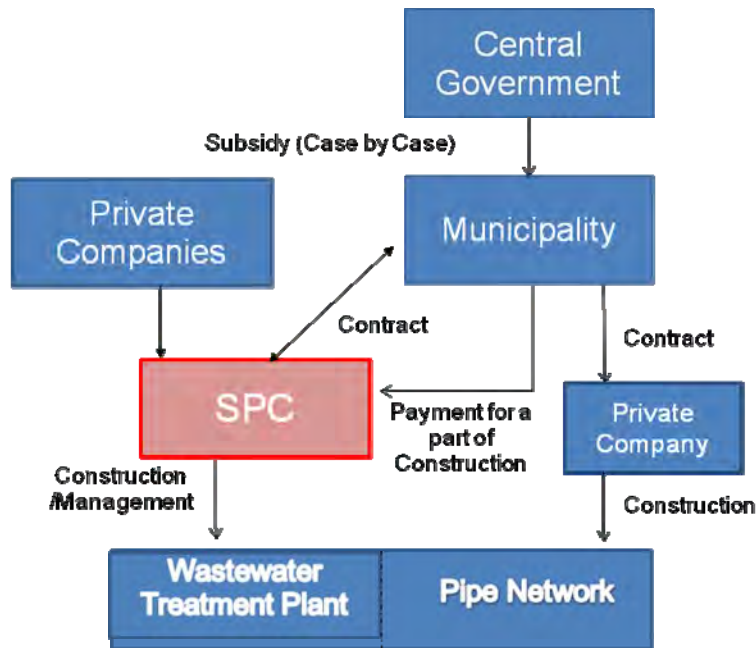 Central
Government
Subsidy (Case by Case)
Private
Companies
Municipality
Contract
Contract
SPC
Payment for a
part of
Construction
Private
Company
Construction
/Management
Construction
Wastewater
Treatment Plant
Pipe Network